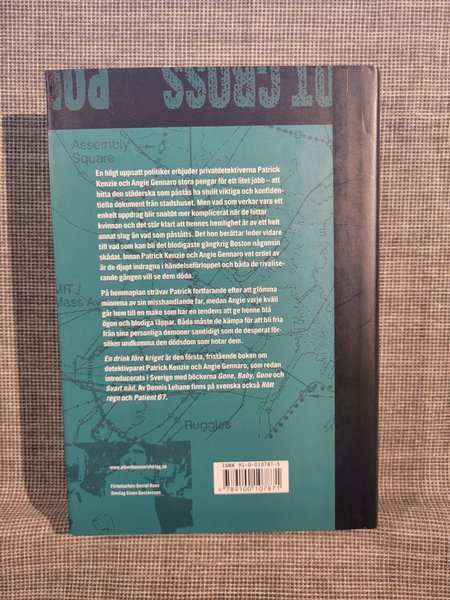 OT CROSS
PO
Assembly
Square
En högt uppsatt politiker erbjuder privatdetektiverna Patrick
Kenzie och Angie Gennaro stora pengar för ett litet jobb – att
hitta den städerska som påstås ha stulit viktiga och konfiden-
tiella dokument från stadshuset. Men vad som verkar vara ett
enkelt uppdrag blir snabbt mer komplicerat när de hittar
kvinnan och det står klart att hennes hemlighet är av ett helt
annat slag än vad som påståtts. Det hon berättar leder vidare
till vad som kan bli det blodigaste gängkrig Boston någonsin
skådat. Innan Patrick Kenzie och Angie Gennaro vet ordet av
är de djupt indragna i händelseförloppet och båda de rivalise-
rande gängen vill se dem döda.
På hemmaplan strävar Patrick fortfarande efter att glömma
minnena av sin misshandlande far, medan Angie varje kväll
går hem till en make som har en tendens att ge henne blå
ögon och blodiga läppar. Båda måste de kämpa för att bli fria
från sina personliga demoner samtidigt som de desperat för-
söker undkomma den dödsdom som hotar dem.
En drink före kriget är den första, fristående boken om
detektivparet Patrick Kenzie och Angie Gennaro, som redan
introducerats i Sverige med böckerna Gone, Baby, Gone och
Svart nåd. Av Dennis Lehane finns på svenska också Rött
regn och Patient 67.
MIT /
Mass Av
Ruggles
www.albertbonniersforlag.se
Författarfoto Daniel Roos
Omslag Claes Gustavsson
ISBN 91-0-010787-5
9 789100 107871